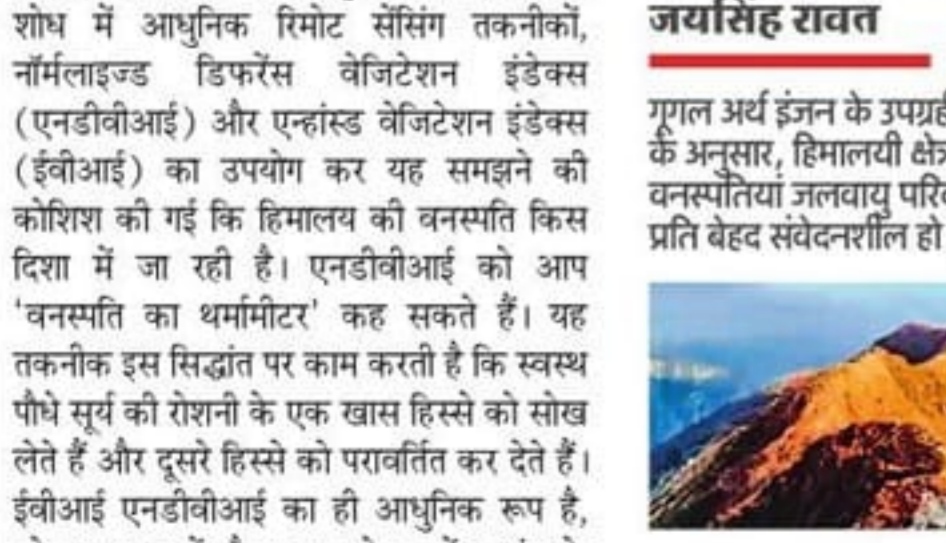 शोध में आधुनिक रिमोट सेंसिंग तकनीकों,
नॉर्मलाइज्ड डिफरेंस वेजिटेशन इंडेक्स
(एनडीवीआई) और एन्हांस्ड वेजिटेशन इंडेक्स
(ईवीआई) का उपयोग कर यह समझने की
कोशिश की गई कि हिमालय की वनस्पति किस
दिशा में जा रही है। एनडीवीआई को आप
'वनस्पति का थर्मामीटर' कह सकते हैं। यह
तकनीक इस सिद्धांत पर काम करती है कि स्वस्थ
पौधे सूर्य की रोशनी के एक खास हिस्से को सोख
लेते हैं और दूसरे हिस्से को परावर्तित कर देते हैं।
ईवीआई एनडीवीआई का ही आधुनिक रूप है,
जयसिंह रावत
गूगल अर्थ इंजन के
के अनुसार, हिमालयी
वनस्पतियां जलवायु
प्रति बेहद संवेदनशील हो